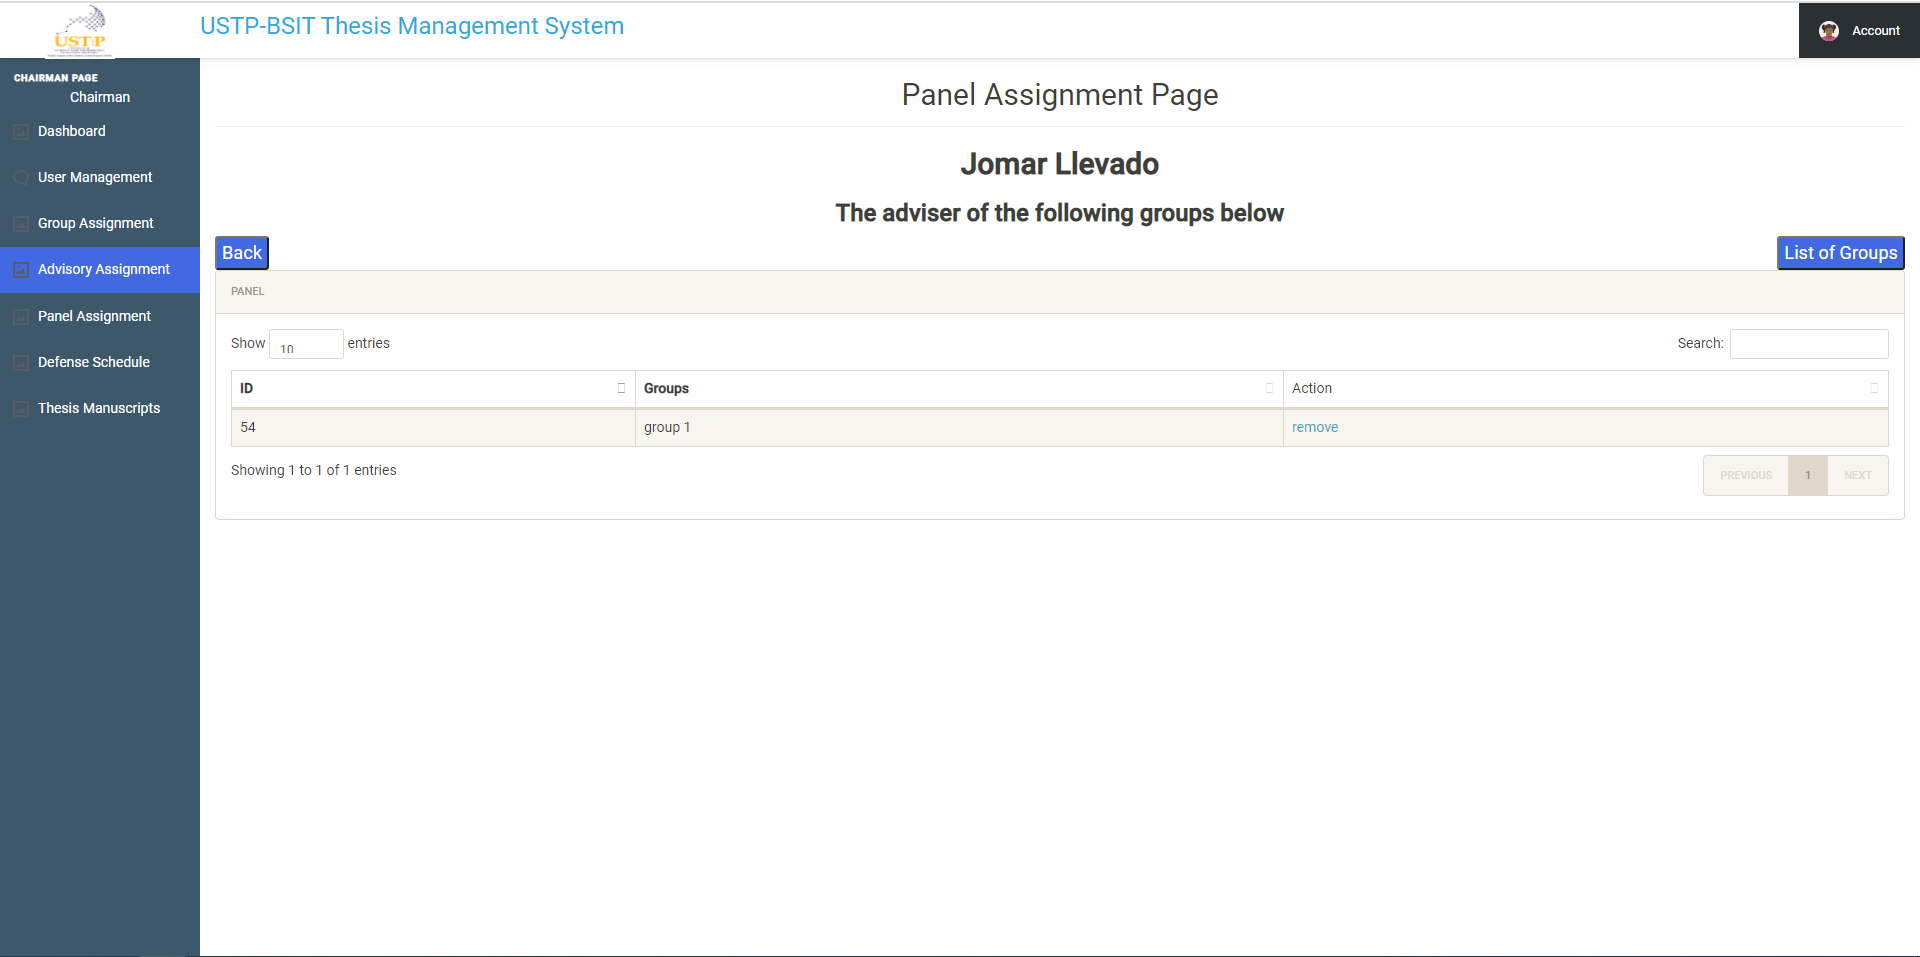 USTP
USTP-BSIT Thesis Management System
Account
CHAIRMAN PAGE
Chairman
Dashboard
User Management
Group Assignment
Advisory Assignment
Panel Assignment
Defense Schedule
Thesis Manuscripts
Panel Assignment Page
Jomar Llevado
The adviser of the following groups below
Back
List of Groups
PANEL
Show 10 entries
Search:
ID Groups Action
54 group 1 remove
Showing 1 to 1 of 1 entries
PREVIOUS 1 NEXT